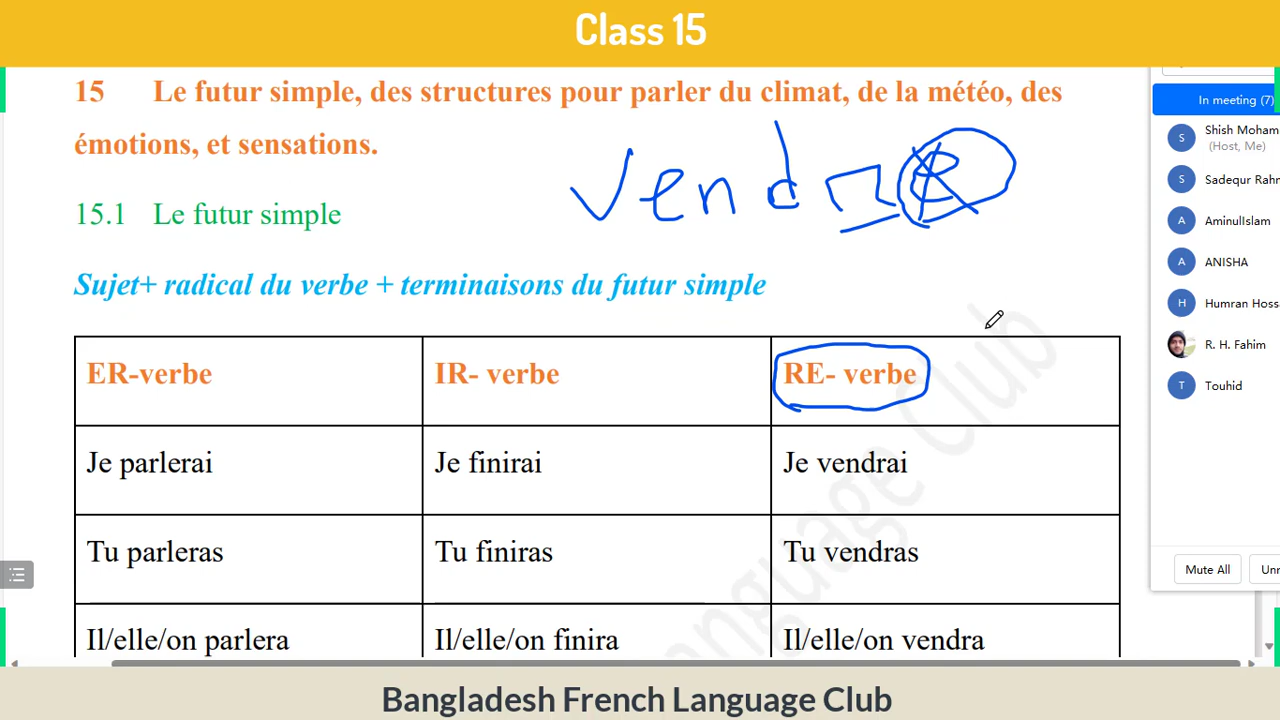 Class 15
15 Le futur simple, des structures pour parler du climat, de la météo, des
émotions, et sensations.
Vendr
15.1 Le futur simple
Sujet+ radical du verbe + terminaisons du futur simple
ER-verbe IR- verbe RE- verbe
Je parlerai Je finirai Je vendrai
Tu parleras Tu finiras Tu vendras
Il/elle/on parlera Il/elle/on finira Il/elle/on vendra
In meeting (7)
S Shish Moham
(Host, Me)
S Sadequr Rahr
A AminulIslam
A ANISHA
H Humran Hoss
R. H. Fahim
T Touhid
Mute All
Language Club
Bangladesh French Language Club